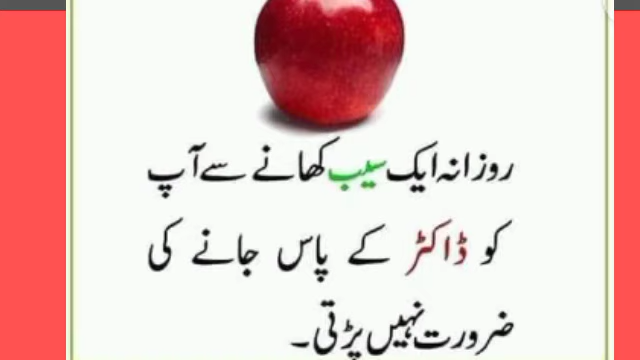 روزانہ ایک سیب کھانے سے آپ
کو ڈاکٹر کے پاس جانے کی
ضرورت نہیں پڑتی۔